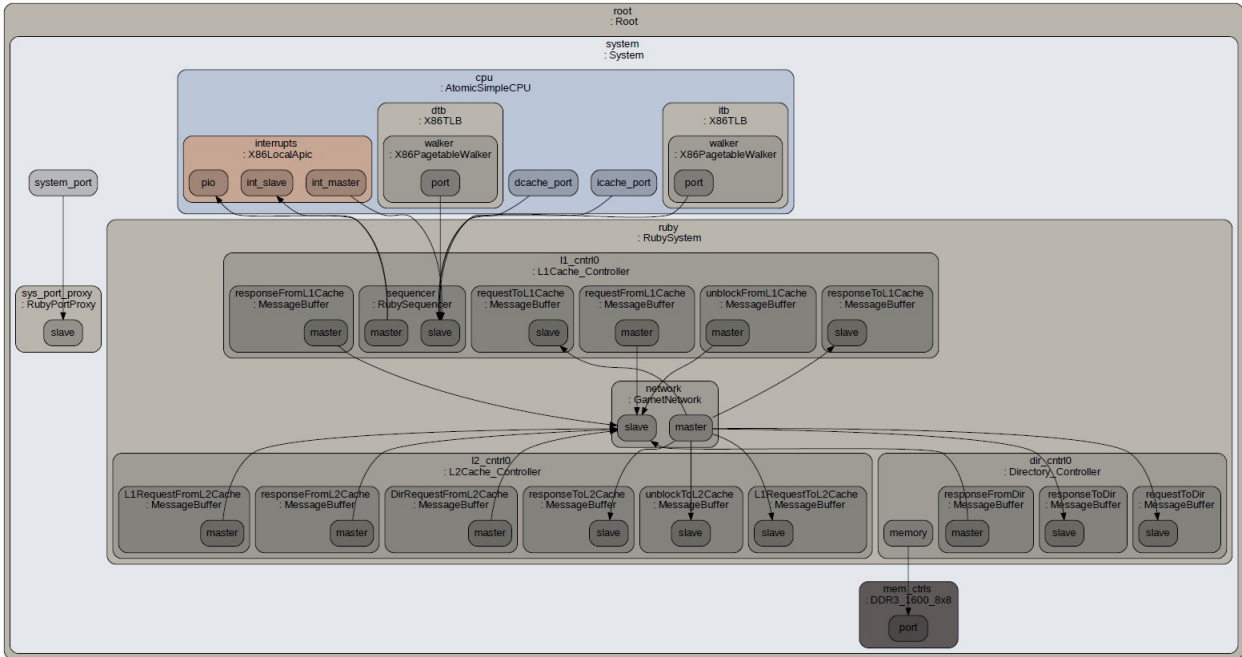 root
: Root
system
: System
cpu
: AtomicSimpleCPU
dtb
: X86TLB
itb
: X86TLB
interrupts
: X86LocalApic
walker
: X86PagetableWalker
walker
: X86PagetableWalker
system_port
pio
int_slave
int_master
port
dcache_port
icache_port
port
ruby
: RubySystem
l1_cntrl0
: L1Cache_Controller
sys_port_proxy
: RubyPortProxy
slave
responseFromL1Cache
: MessageBuffer
master
sequencer
: RubySequencer
master
slave
requestToL1Cache
: MessageBuffer
slave
requestFromL1Cache
: MessageBuffer
master
unblockFromL1Cache
: MessageBuffer
master
responseToL1Cache
: MessageBuffer
slave
network
: GarnetNetwork
slave
master
l2_cntrl0
: L2Cache_Controller
L1RequestFromL2Cache
: MessageBuffer
master
responseFromL2Cache
: MessageBuffer
master
DirRequestFromL2Cache
: MessageBuffer
master
responseToL2Cache
: MessageBuffer
slave
unblockToL2Cache
: MessageBuffer
slave
L1RequestToL2Cache
: MessageBuffer
slave
dir_cntrl0
: Directory_Controller
memory
responseFromDir
: MessageBuffer
master
responseToDir
: MessageBuffer
slave
requestToDir
: MessageBuffer
slave
mem_ctrls
: DDR3_1600_8x8
port